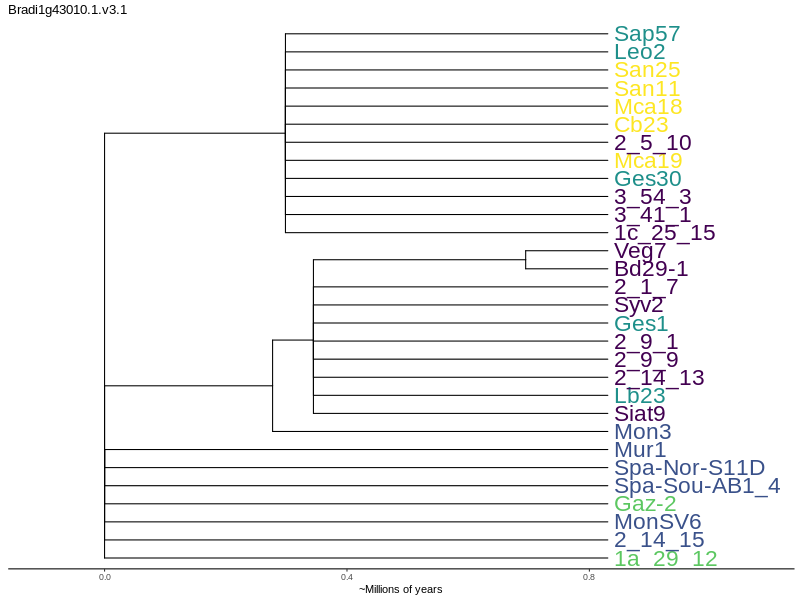 Bradi1g43010.1.v3.1
Sap57
Leo2
San25
San11
Mca18
Cb23
2_5_10
Mca19
Ges30
3_54_3
3_41_1
1c_25_15
Veg7
Bd29-1
2_1_7
Syv2
Ges1
2_9_1
2_9_9
2_14_13
Lb23
Siat9
Mon3
Mur1
Spa-Nor-S11D
Spa-Sou-AB1_4
Gaz-2
MonSV6
2_14_15
1a_29_12
0.0 0.4 0.8
~Millions of years